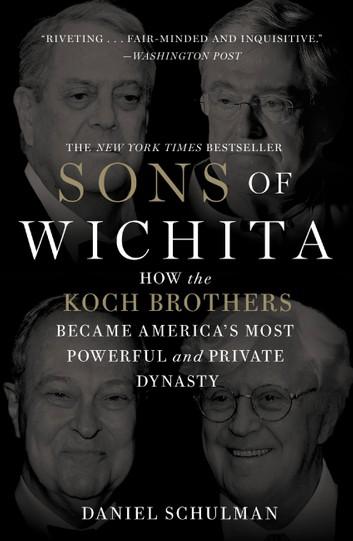 “RIVETING . . . FAIR-MINDED AND INQUISITIVE.”
—WASHINGTON POST
THE NEW YORK TIMES BESTSELLER
SONS OF
WICHITA
HOW the
KOCH BROTHERS
BECAME AMERICA’S MOST
POWERFUL and PRIVATE
DYNASTY
DANIEL SCHULMAN